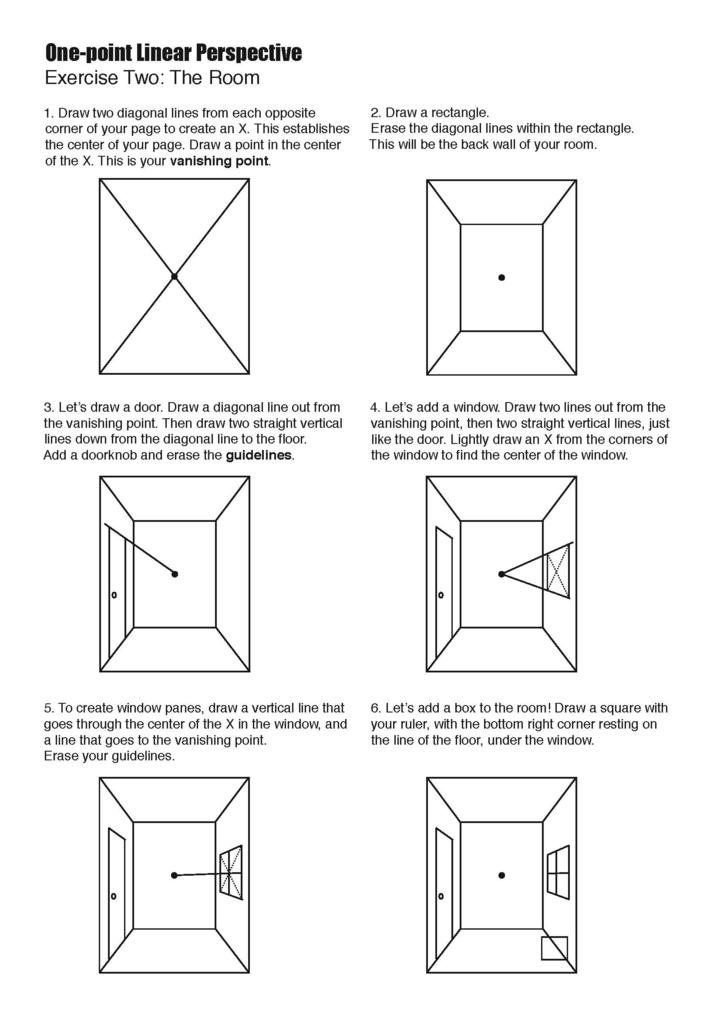 One-point Linear Perspective
Exercise Two: The Room
1. Draw two diagonal lines from each opposite
corner of your page to create an X. This establishes
the center of your page. Draw a point in the center
of the X. This is your vanishing point.
2. Draw a rectangle.
Erase the diagonal lines within the rectangle.
This will be the back wall of your room.
3. Let's draw a door. Draw a diagonal line out from
the vanishing point. Then draw two straight vertical
lines down from the diagonal line to the floor.
Add a doorknob and erase the guidelines.
4. Let's add a window. Draw two lines out from the
vanishing point, then two straight vertical lines, just
like the door. Lightly draw an X from the corners of
the window to find the center of the window.
5. To create window panes, draw a vertical line that
goes through the center of the X in the window, and
a line that goes to the vanishing point.
Erase your guidelines.
6. Let's add a box to the room! Draw a square with
your ruler, with the bottom right corner resting on
the line of the floor, under the window.